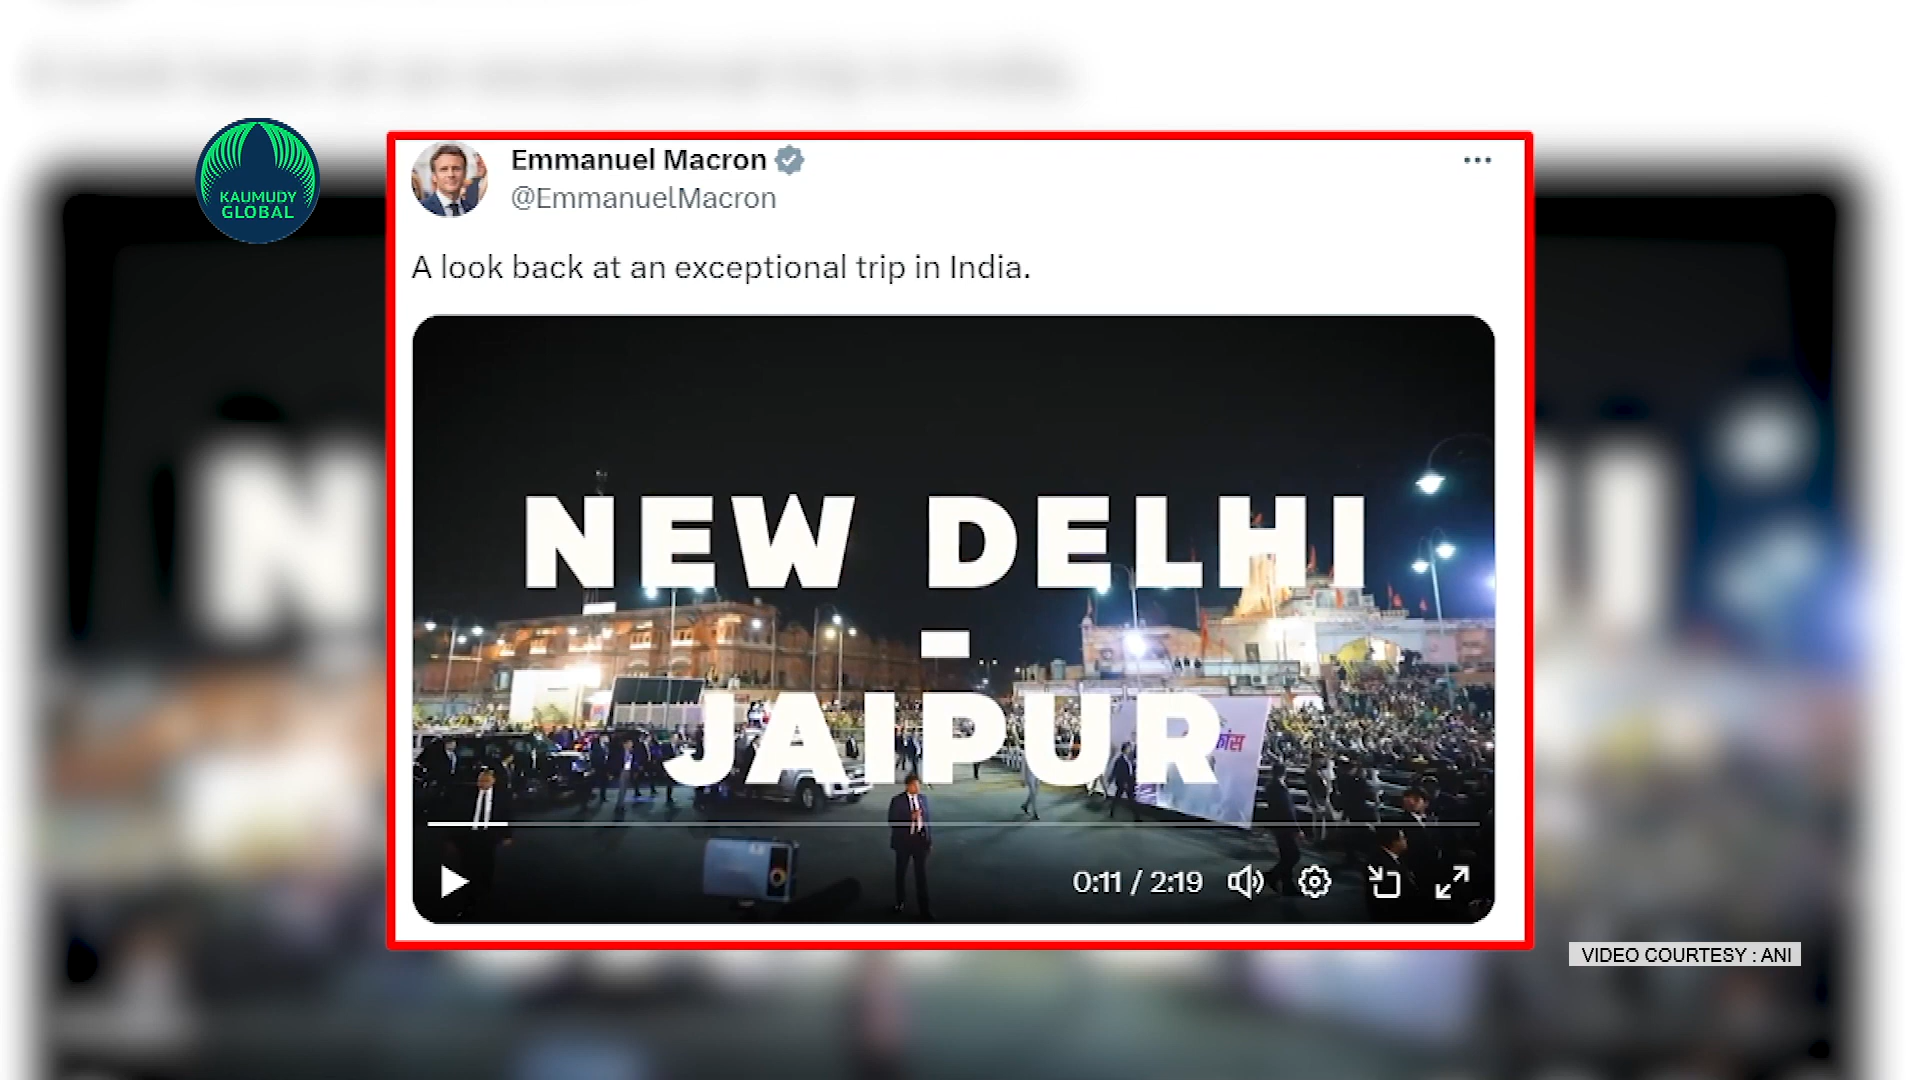 KAUMUDY
GLOBAL
Emmanuel Macron
@EmmanuelMacron
A look back at an exceptional trip in India.
NEW DELHI
-
JAIPUR
0:11 / 2:19
VIDEO COURTESY : ANI